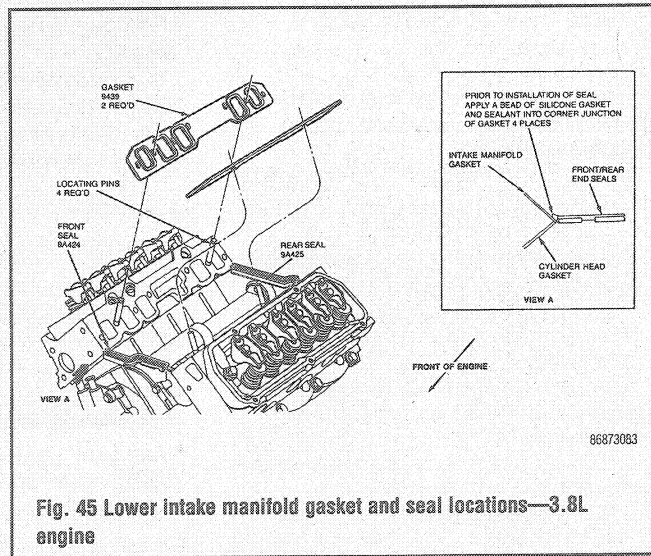 GASKET
9439
2 REQ'D
LOCATING PINS
4 REQ'D
FRONT
SEAL
9A424
REAR SEAL
9A425
VIEW A
PRIOR TO INSTALLATION OF SEAL
APPLY A BEAD OF SILICONE GASKET
AND SEALANT INTO CORNER JUNCTION
OF GASKET 4 PLACES
INTAKE MANIFOLD
GASKET
FRONT/REAR
END SEALS
CYLINDER HEAD
GASKET
VIEW A
FRONT OF ENGINE
86873083
Fig. 45 Lower intake manifold gasket and seal locations—3.8L
engine